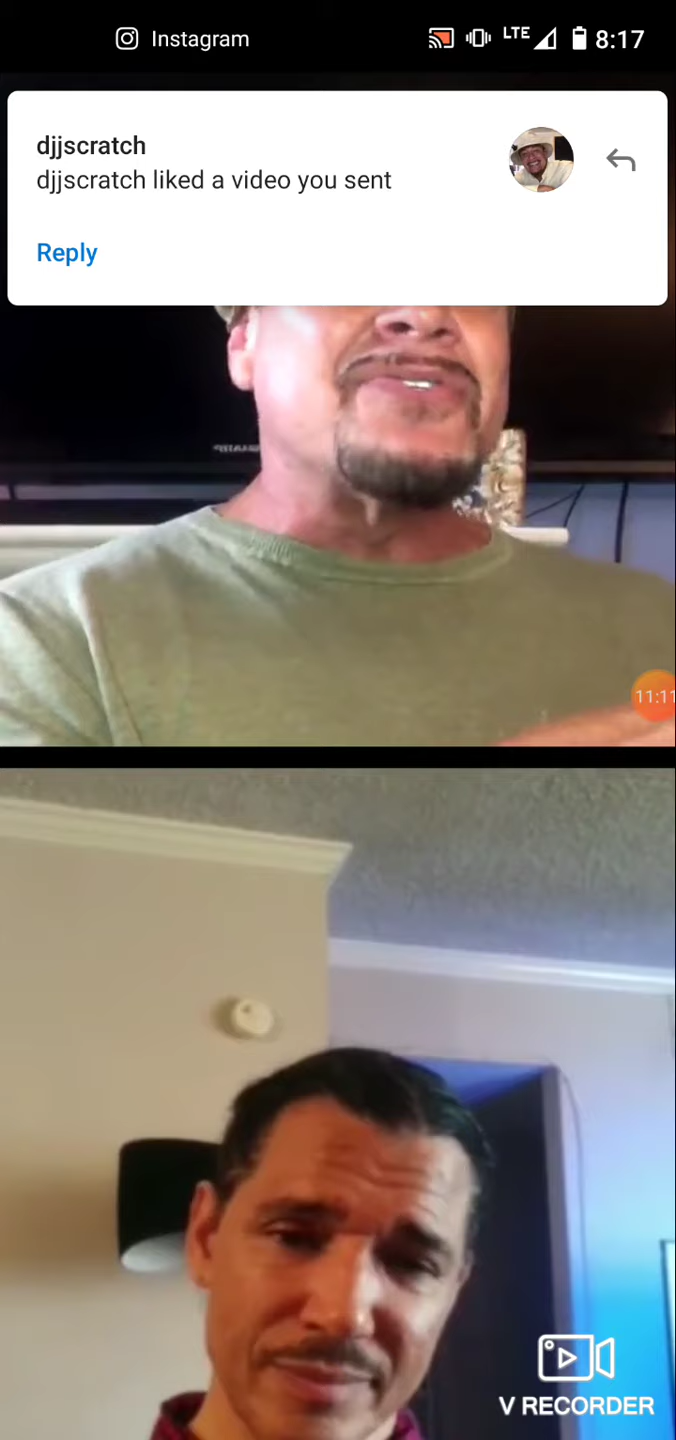 Instagram
LTE 8:17
djjscratch
djjscratch liked a video you sent
Reply
11:11
V RECORDER